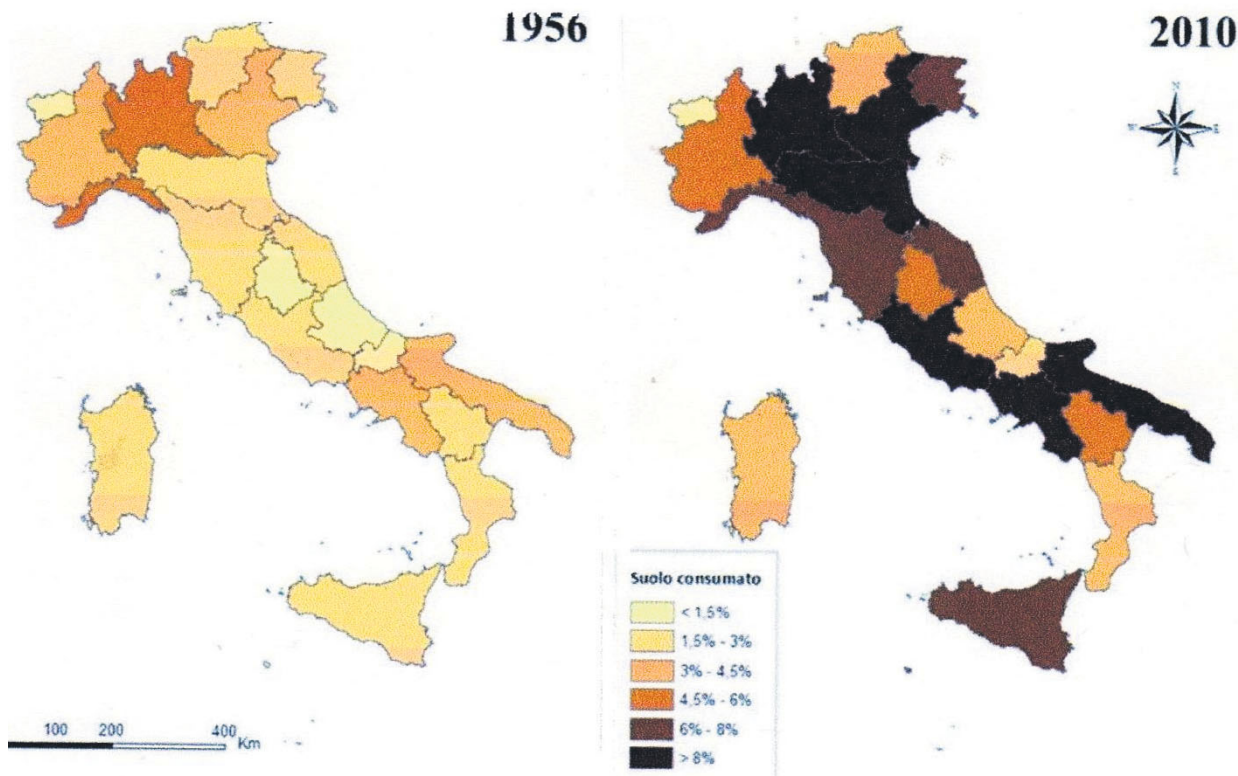 1956
2010
N
W
E
S
Suolo consumato
< 1,5%
1,5% - 3%
3% - 4,5%
4,5% - 6%
6% - 8%
> 8%
100 200 400
Km